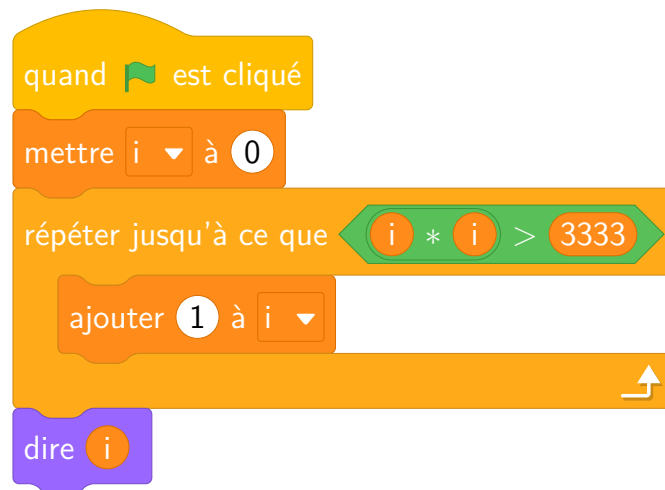 quand est cliqué
mettre i à 0
répéter jusqu'à ce que i * i > 3333
ajouter 1 à i
dire i